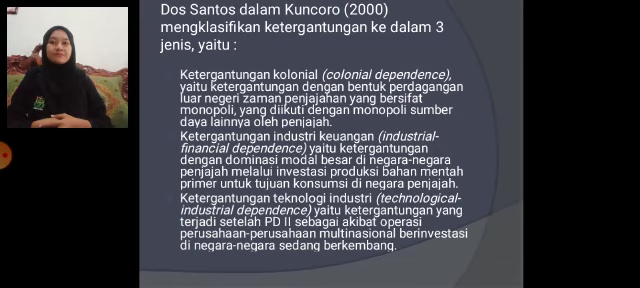 Dos Santos dalam Kuncoro (2000)
mengklasifikan ketergantungan ke dalam 3
jenis, yaitu :
Ketergantungan kolonial (colonial dependence),
yaitu ketergantungan dengan bentuk perdagangan
luar negeri zaman penjajahan yang bersifat
monopoli, yang diikuti dengan monopoli sumber
daya lainnya oleh penjajah.
Ketergantungan industri keuangan (industrial-
financial dependence) yaitu ketergantungan
dengan dominasi modal besar di negara-negara
penjajah melalui investasi produksi bahan mentah
primer untuk tujuan konsumsi di negara penjajah.
Ketergantungan teknologi industri (technological-
industrial dependence) yaitu ketergantungan yang
terjadi setelah PD II sebagai akibat operasi
perusahaan-perusahaan multinasional berinvestasi
di negara-negara sedang berkembang.